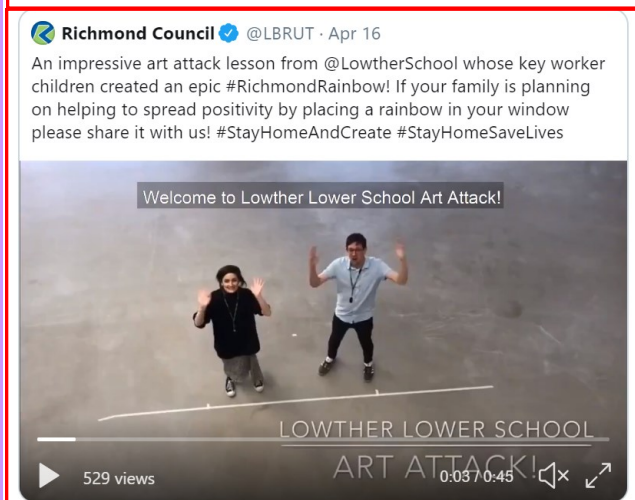 Richmond Council @LBRUT · Apr 16
An impressive art attack lesson from @LowtherSchool whose key worker
children created an epic #RichmondRainbow! If your family is planning
on helping to spread positivity by placing a rainbow in your window
please share it with us! #StayHomeAndCreate #StayHomeSaveLives
Welcome to Lowther Lower School Art Attack!
LOWTHER LOWER SCHOOL
ART ATTACK!
529 views
0:03/0:45